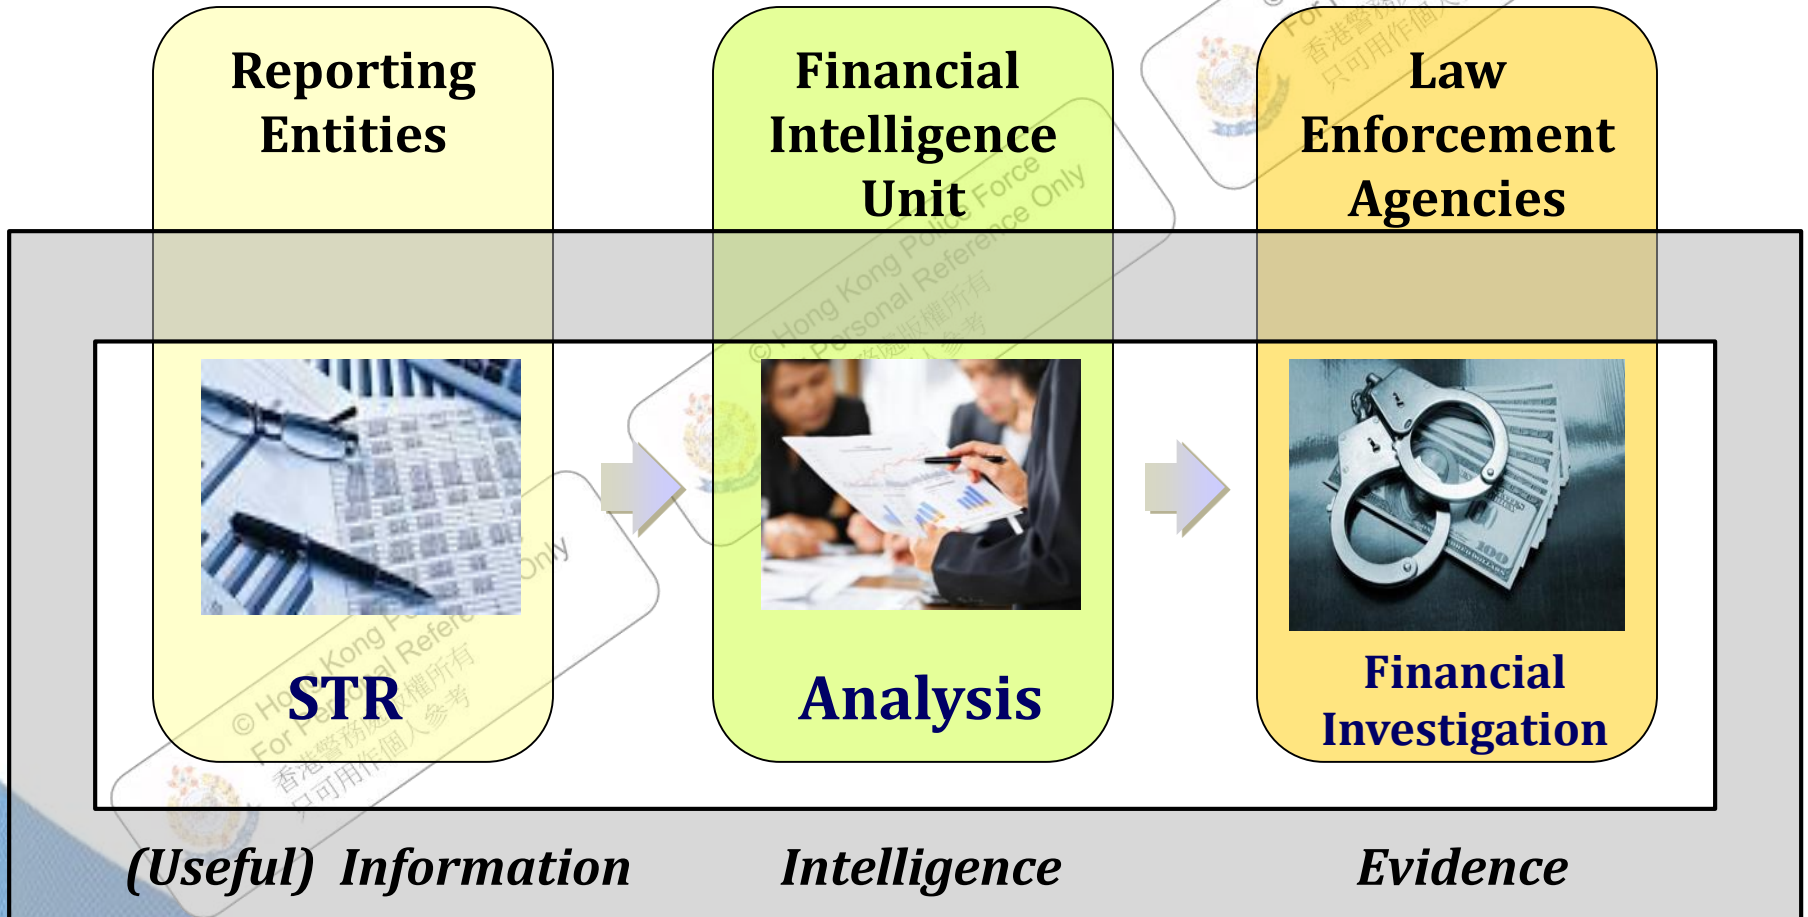 Reporting
Entities
Financial
Intelligence
Unit
Law
Enforcement
Agencies
STR
Analysis
Financial
Investigation
(Useful) Information
Intelligence
Evidence
© Hong Kong Police Force
For Personal Reference Only
香港警務處版權所有
只可用作個人參考